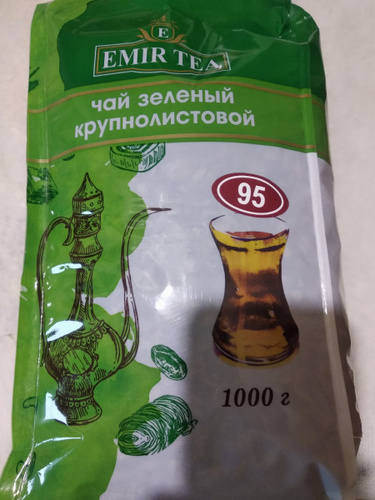 E
EMIR TEA
чай зеленый
крупнолистовой
95
1000 г